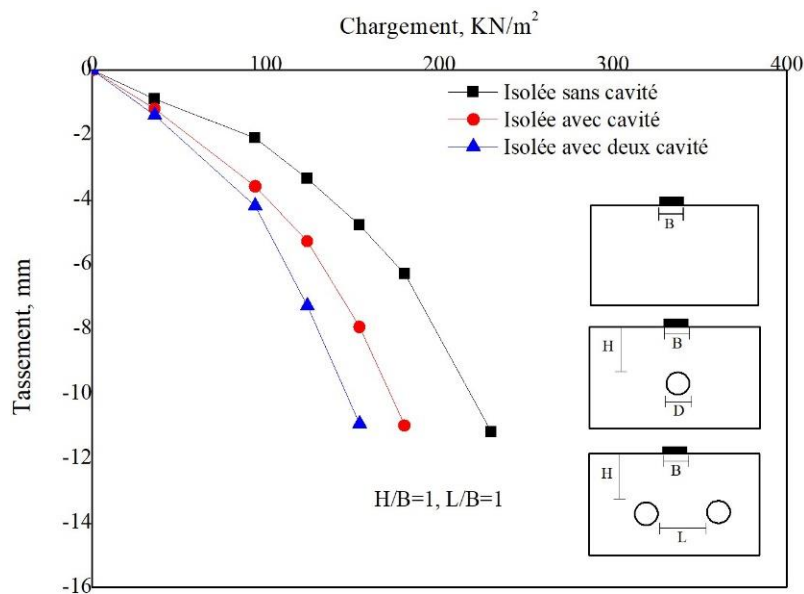 Chargement, KN/m²
0 100 200 300 400
0
-2
-4
-6
-8
-10
-12
-14
-16
Tassement, mm
Isolée sans cavité
Isolée avec cavité
Isolée avec deux cavité
B
H
B
D
H
B
L
H/B=1, L/B=1